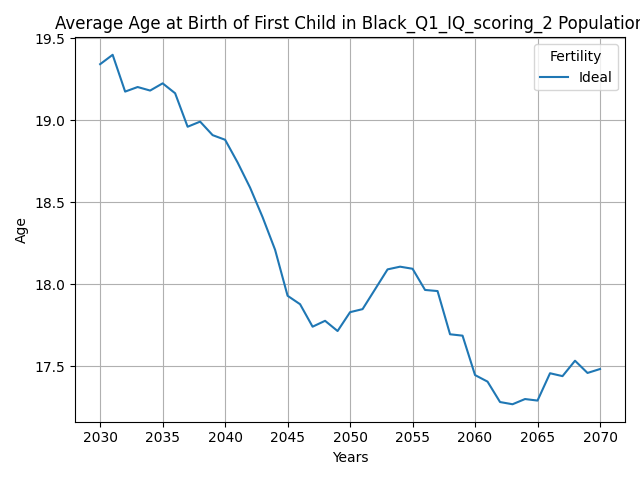 Average Age at Birth of First Child in Black_Q1_IQ_scoring_2 Population
19.5
19.0
18.5
18.0
17.5
Age
Fertility
Ideal
2030 2035 2040 2045 2050 2055 2060 2065 2070
Years